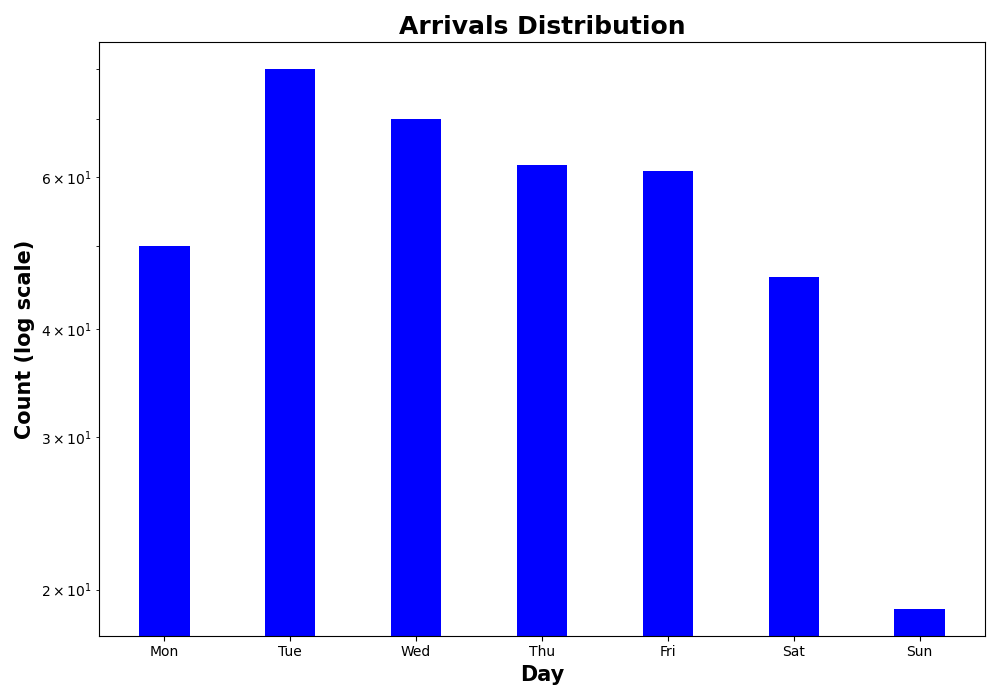 Arrivals Distribution
Count (log scale)
6 × 10¹
4 × 10¹
3 × 10¹
2 × 10¹
Mon Tue Wed Thu Fri Sat Sun
Day